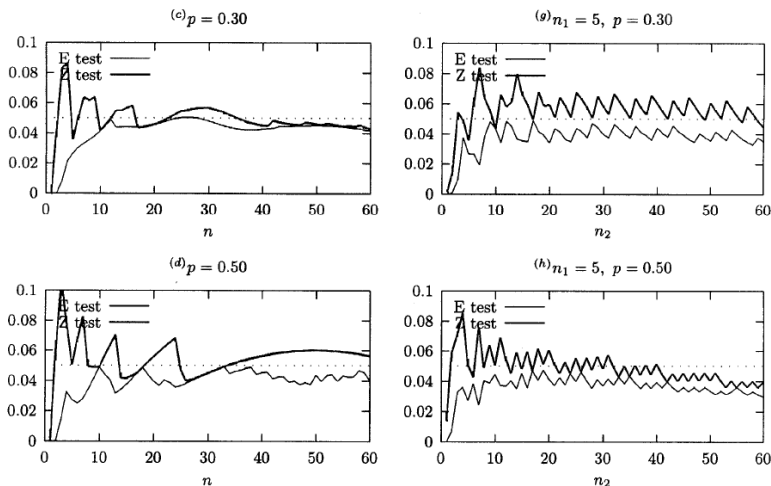 (c) p = 0.30
0.1
0.08
0.06
0.04
0.02
0
E test
Z test
0 10 20 30 40 50 60
n
(g) n₁ = 5, p = 0.30
0.1
0.08
0.06
0.04
0.02
0
E test
Z test
0 10 20 30 40 50 60
n₂
(d) p = 0.50
0.1
0.08
0.06
0.04
0.02
0
E test
Z test
0 10 20 30 40 50 60
n
(h) n₁ = 5, p = 0.50
0.1
0.08
0.06
0.04
0.02
0
E test
Z test
0 10 20 30 40 50 60
n₂